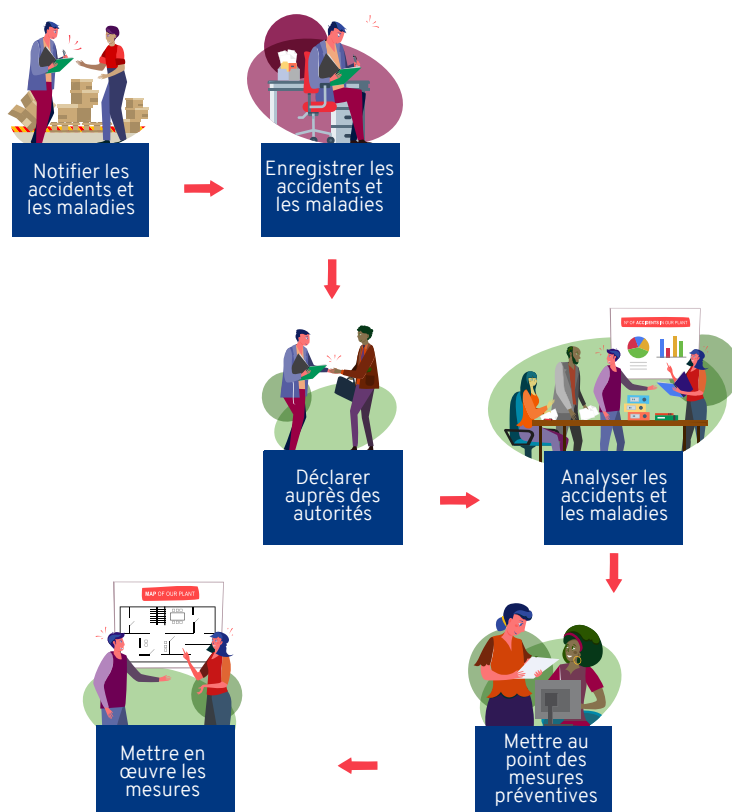 Notifier les
accidents et
les maladies
Enregistrer les
accidents et
les maladies
Déclarer
auprès des
autorités
N° OF ACCIDENTS IN OUR PLANT
Analyser les
accidents et
les maladies
Mettre au
point des
mesures
préventives
MAP OF OUR PLANT
Mettre en
œuvre les
mesures